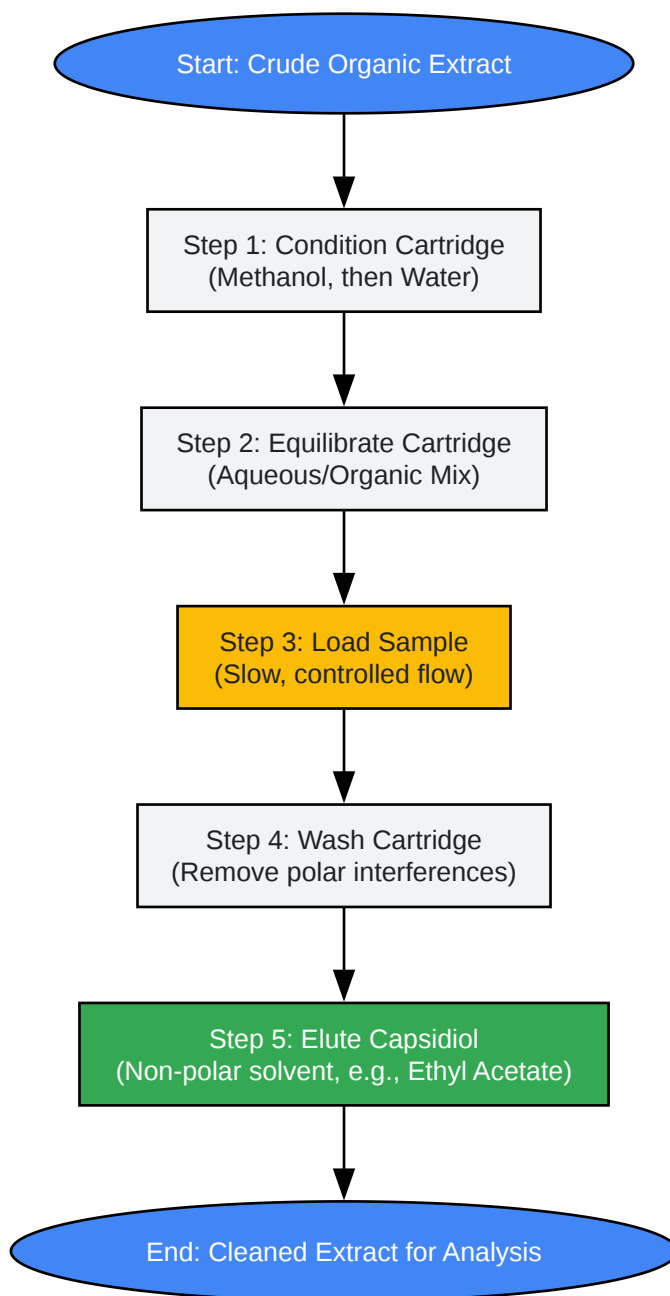 Start: Crude Organic Extract
Step 1: Condition Cartridge
(Methanol, then Water)
Step 2: Equilibrate Cartridge
(Aqueous/Organic Mix)
Step 3: Load Sample
(Slow, controlled flow)
Step 4: Wash Cartridge
(Remove polar interferences)
Step 5: Elute Capsidiol
(Non-polar solvent, e.g., Ethyl Acetate)
End: Cleaned Extract for Analysis